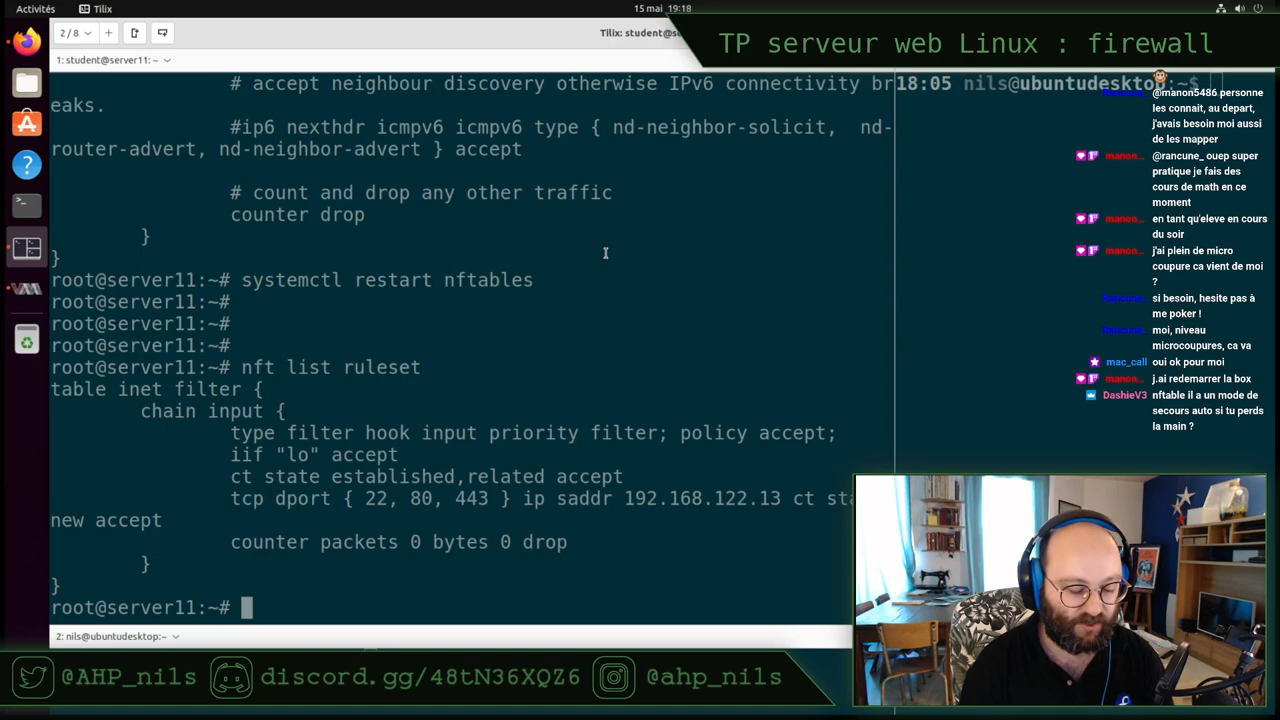 Activités
Tilix
15 mai 19:18
2/8
Tilix: student@se
TP serveur web Linux : firewall
1: student@server11: ~
# accept neighbour discovery otherwise IPv6 connectivity br
eaks.
#ip6 nexthdr icmpv6 icmpv6 type { nd-neighbor-solicit,  nd-
router-advert, nd-neighbor-advert } accept
# count and drop any other traffic
counter drop
}
}
root@server11:~# systemctl restart nftables
root@server11:~#
root@server11:~#
root@server11:~#
root@server11:~# nft list ruleset
table inet filter {
chain input {
type filter hook input priority filter; policy accept;
iif "lo" accept
ct state established,related accept
tcp dport { 22, 80, 443 } ip saddr 192.168.122.13 ct sta
new accept
counter packets 0 bytes 0 drop
}
}
root@server11:~#
18:05 nils@ubuntudesktop:~$
@manon5486 personne
les connait, au depart,
j'avais besoin moi aussi
de les mapper
manon... @rancune_ ouep super
pratique je fais des
cours de math en ce
moment
manon... en tant qu'eleve en cours
du soir
manon... j'ai plein de micro
coupure ca vient de moi
?
Rancune_ si besoin, hesite pas à
me poker !
Rancune_ moi, niveau
microcoupures, ca va
mac_call oui ok pour moi
manon... j.ai redemarrer la box
DashieV3 nftable il a un mode de
secours auto si tu perds
la main ?
2: nils@ubuntudesktop:~
@AHP_nils
discord.gg/48tN36XQZ6
@ahp_nils